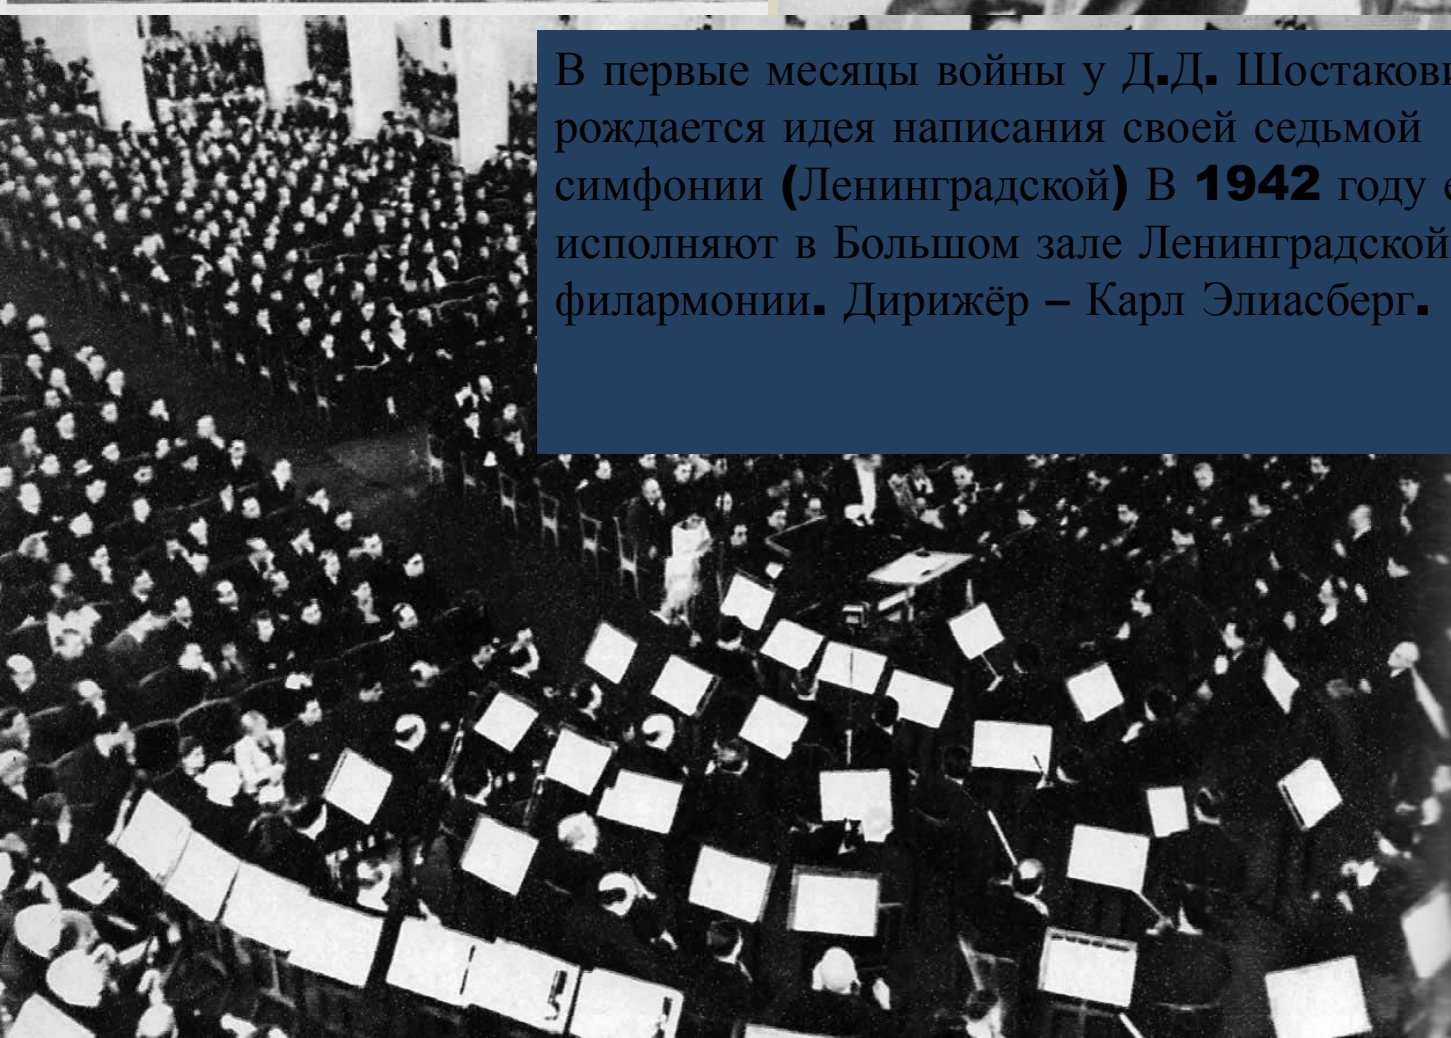 В первые месяцы войны у Д.Д. Шостакови
рождается идея написания своей седьмой
симфонии (Ленинградской) В 1942 году е
исполняют в Большом зале Ленинградской
филармонии. Дирижёр – Карл Элиасберг.